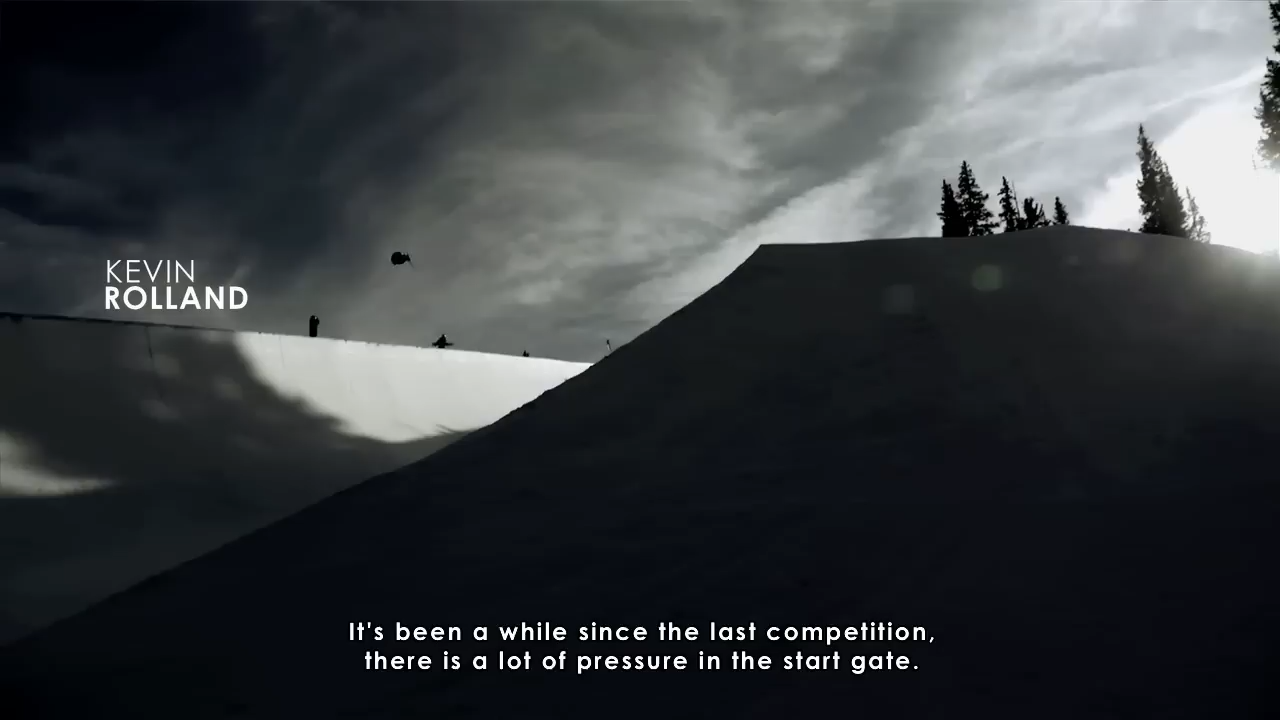 KEVIN
ROLLAND
It's been a while since the last competition,
there is a lot of pressure in the start gate.